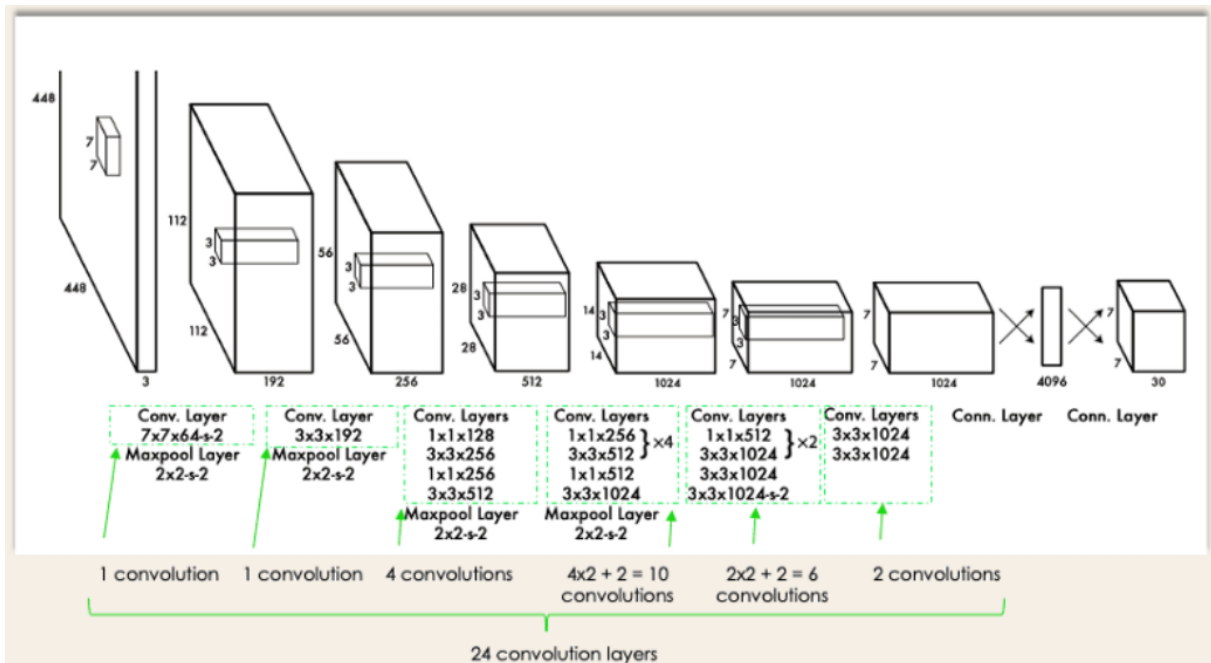 448
7
7
448
3
112
3
3
112
192
56
3
3
56
256
28
3
3
28
512
14
3
3
14
1024
7
3
3
7
1024
7
7
1024
4096
7
7
30
Conv. Layer
7x7x64-s-2
Maxpool Layer
2x2-s-2
Conv. Layer
3x3x192
Maxpool Layer
2x2-s-2
Conv. Layers
1x1x128
3x3x256
1x1x256
3x3x512
Maxpool Layer
2x2-s-2
Conv. Layers
1x1x256
3x3x512
} ×4
1x1x512
3x3x1024
Maxpool Layer
2x2-s-2
Conv. Layers
1x1x512
3x3x1024
} ×2
3x3x1024
3x3x1024-s-2
Conv. Layers
3x3x1024
3x3x1024
Conn. Layer
Conn. Layer
1 convolution
1 convolution
4 convolutions
4x2 + 2 = 10
convolutions
2x2 + 2 = 6
convolutions
2 convolutions
24 convolution layers